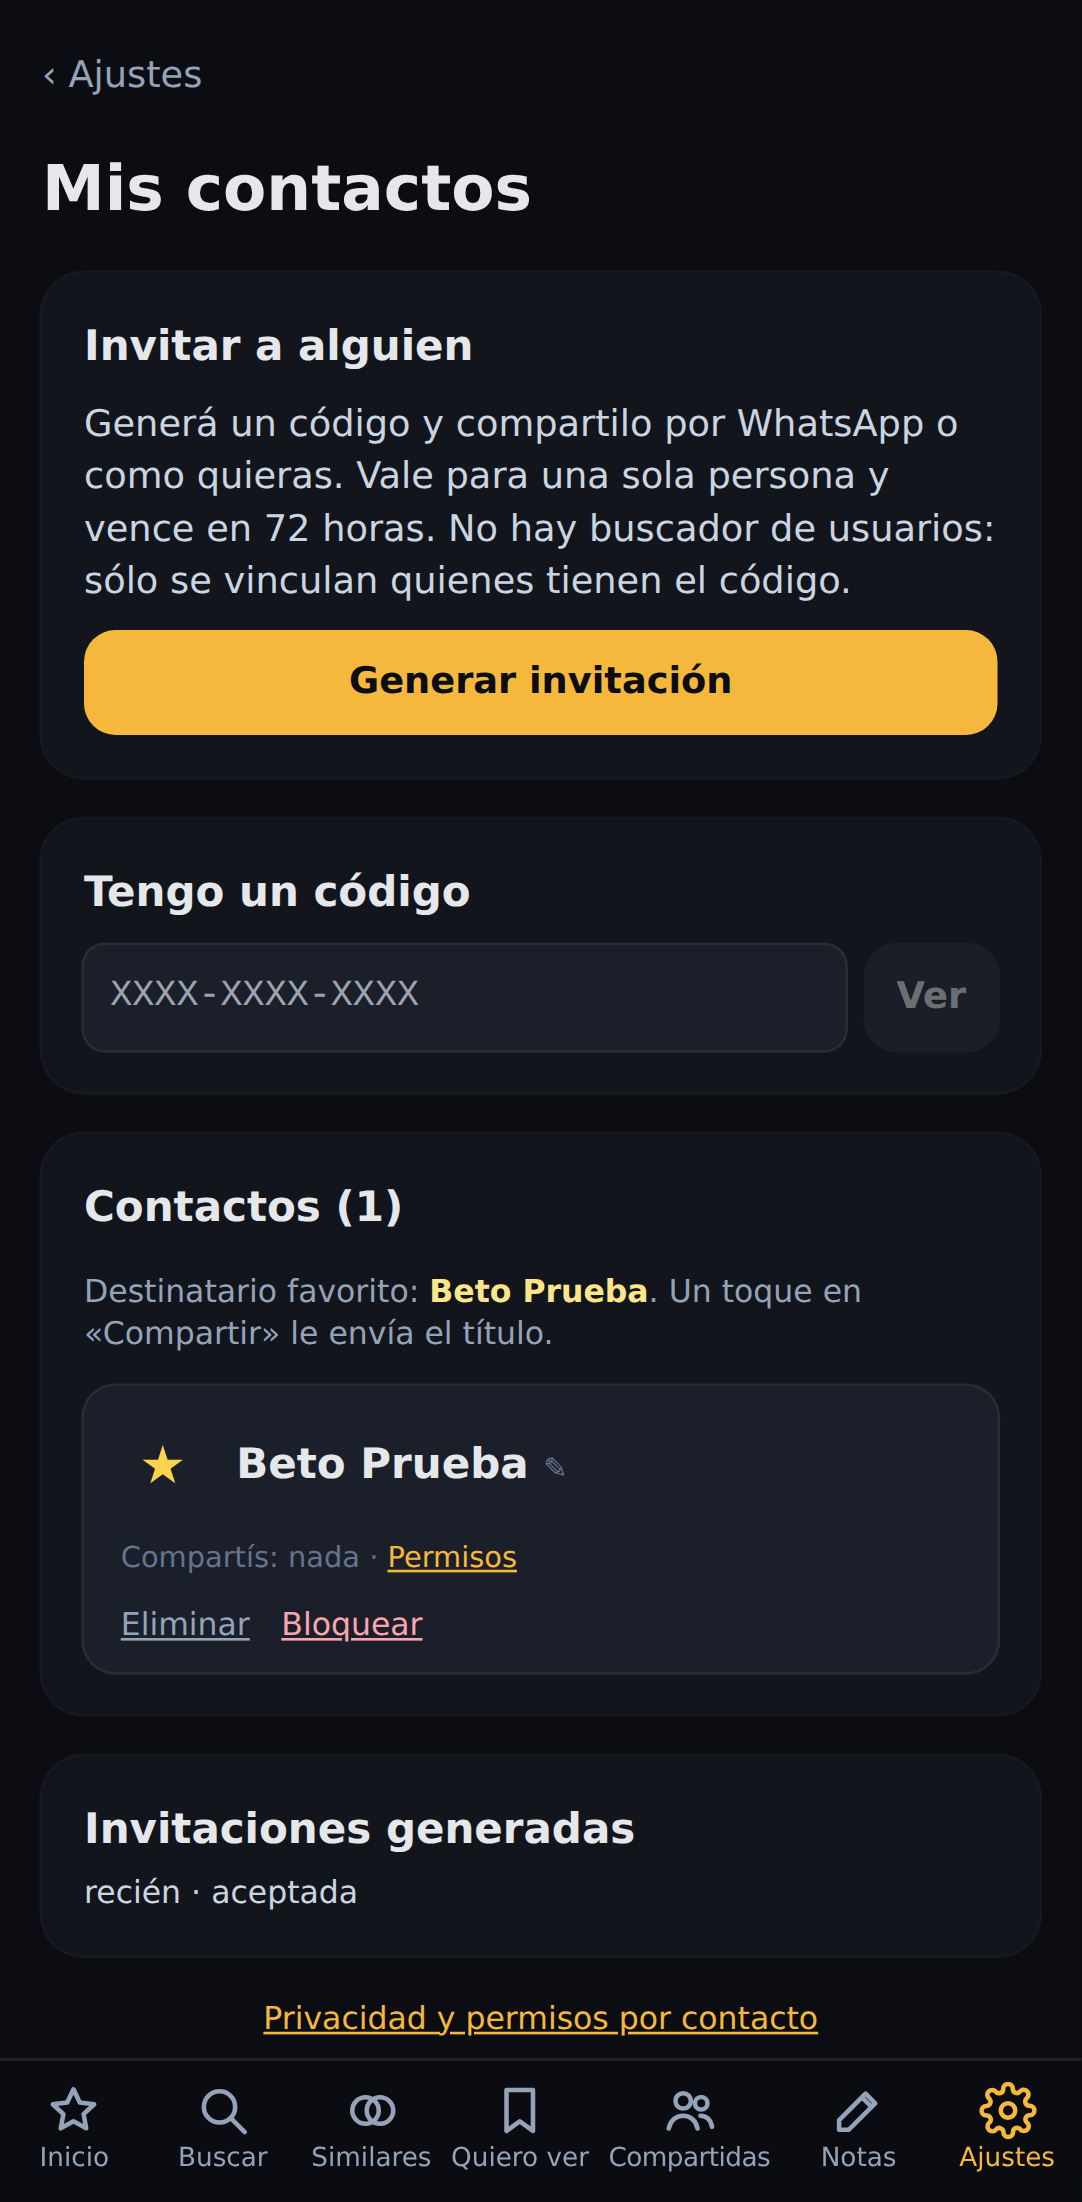 ‹ Ajustes
Mis contactos
Invitar a alguien
Generá un código y compartilo por WhatsApp o
como quieras. Vale para una sola persona y
vence en 72 horas. No hay buscador de usuarios:
sólo se vinculan quienes tienen el código.
Generar invitación
Tengo un código
XXXX-XXXX-XXXX
Ver
Contactos (1)
Destinatario favorito: Beto Prueba. Un toque en
«Compartir» le envía el título.
★ Beto Prueba ✎
Compartís: nada · Permisos
Eliminar Bloquear
Invitaciones generadas
recién · aceptada
Privacidad y permisos por contacto
Inicio Buscar Similares Quiero ver Compartidas Notas Ajustes